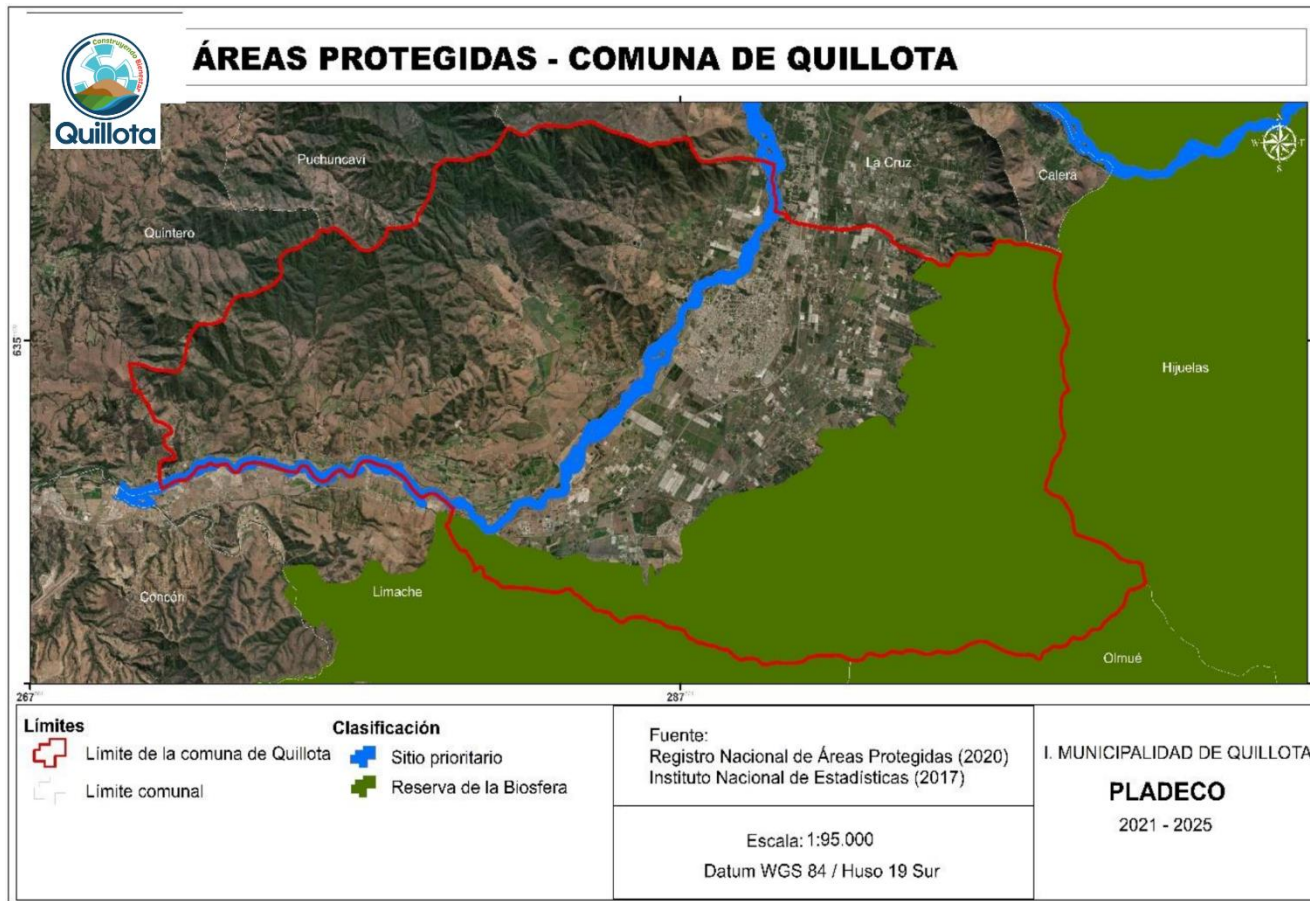 ÁREAS PROTEGIDAS - COMUNA DE QUILLOTA
Construyendo Bienestar
Quillota
Puchuncaví
La Cruz
Calera
Quintero
Hijuelas
Concón
Limache
Olmué
635
267
287
Límites
Límite de la comuna de Quillota
Límite comunal
Clasificación
Sitio prioritario
Reserva de la Biosfera
Fuente:
Registro Nacional de Áreas Protegidas (2020)
Instituto Nacional de Estadísticas (2017)
Escala: 1:95.000
Datum WGS 84 / Huso 19 Sur
I. MUNICIPALIDAD DE QUILLOTA
PLADECO
2021 - 2025